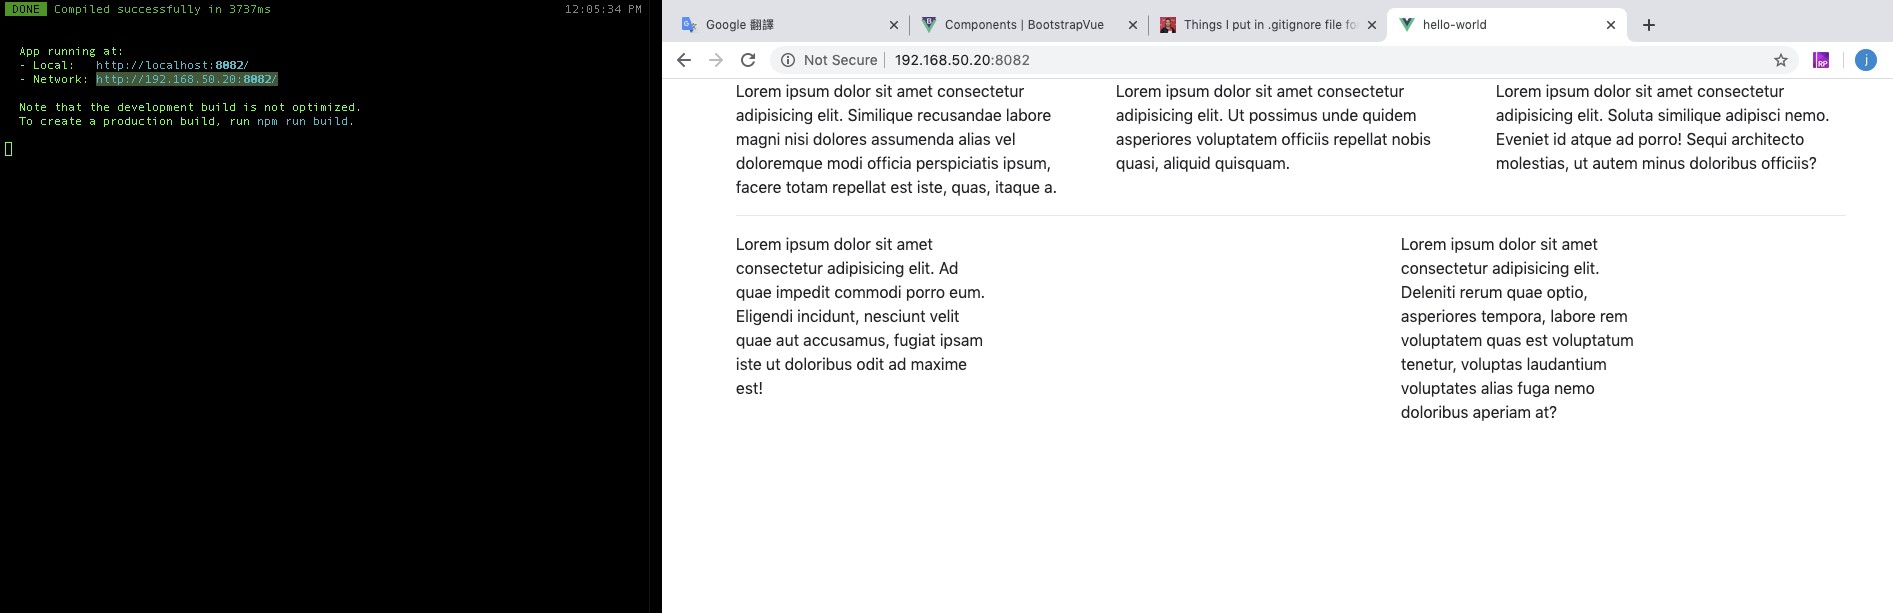 DONE Compiled successfully in 3737ms 12:05:34 PM
App running at:
- Local: http://localhost:8082/
- Network: http://192.168.50.20:8082/
Note that the development build is not optimized.
To create a production build, run npm run build.
Google 翻譯
Components | BootstrapVue
Things I put in .gitignore file fo
hello-world
Not Secure | 192.168.50.20:8082
RP
j
Lorem ipsum dolor sit amet consectetur
adipisicing elit. Similique recusandae labore
magni nisi dolores assumenda alias vel
doloremque modi officia perspiciatis ipsum,
facere totam repellat est iste, quas, itaque a.
Lorem ipsum dolor sit amet consectetur
adipisicing elit. Ut possimus unde quidem
asperiores voluptatem officiis repellat nobis
quasi, aliquid quisquam.
Lorem ipsum dolor sit amet consectetur
adipisicing elit. Soluta similique adipisci nemo.
Eveniet id atque ad porro! Sequi architecto
molestias, ut autem minus doloribus officiis?
Lorem ipsum dolor sit amet
consectetur adipisicing elit. Ad
quae impedit commodi porro eum.
Eligendi incidunt, nesciunt velit
quae aut accusamus, fugiat ipsam
iste ut doloribus odit ad maxime
est!
Lorem ipsum dolor sit amet
consectetur adipisicing elit.
Deleniti rerum quae optio,
asperiores tempora, labore rem
voluptatem quas est voluptatum
tenetur, voluptas laudantium
voluptates alias fuga nemo
doloribus aperiam at?